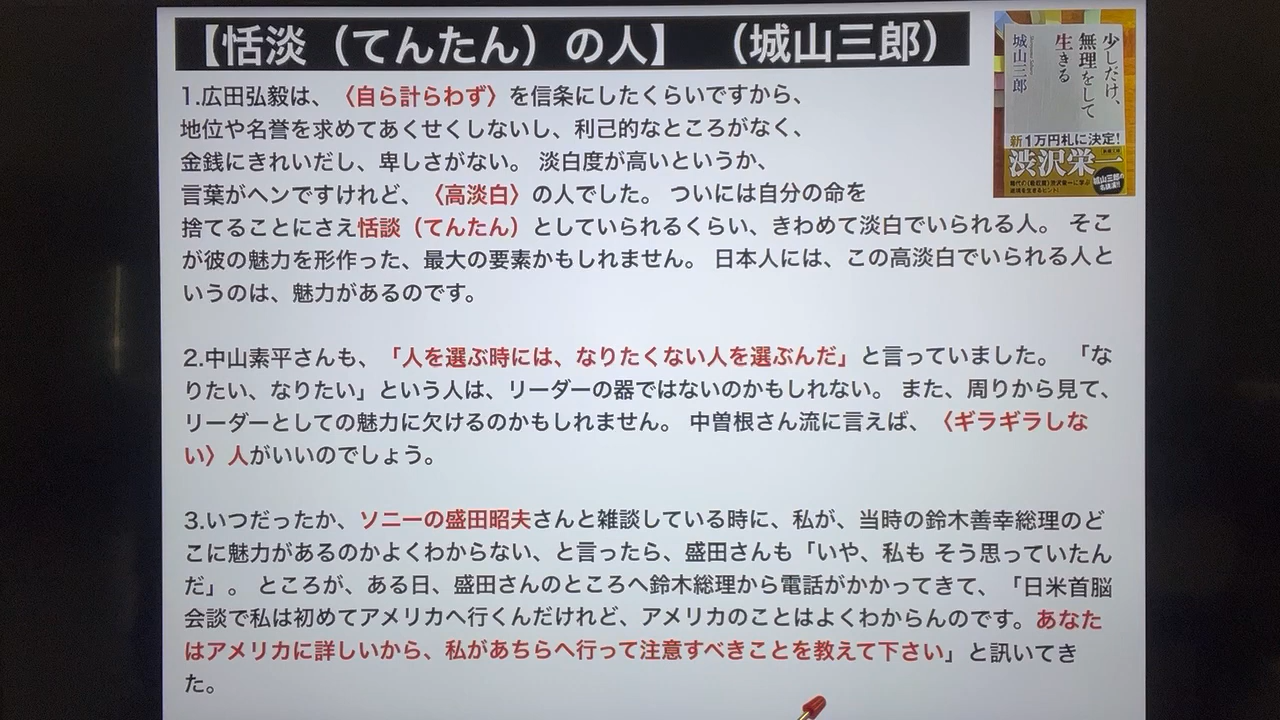 【恬淡（てんたん）の人】 （城山三郎）
1.広田弘毅は、〈自ら計らわず〉を信条にしたくらいですから、
地位や名誉を求めてあくせくしないし、利己的なところがなく、
金銭にきれいだし、卑しさがない。 淡白度が高いというか、
言葉がヘンですけれど、〈高淡白〉の人でした。 ついには自分の命を
捨てることにさえ恬談（てんたん）としていられるくらい、きわめて淡白でいられる人。 そこ
が彼の魅力を形作った、最大の要素かもしれません。 日本人には、この高淡白でいられる人と
いうのは、魅力があるのです。
2.中山素平さんも、「人を選ぶ時には、なりたくない人を選ぶんだ」と言っていました。 「な
りたい、なりたい」という人は、リーダーの器ではないのかもしれない。 また、周りから見て、
リーダーとしての魅力に欠けるのかもしれません。 中曽根さん流に言えば、〈ギラギラしな
い〉人がいいのでしょう。
3.いつだったか、ソニーの盛田昭夫さんと雑談している時に、私が、当時の鈴木善幸総理のど
こに魅力があるのかよくわからない、と言ったら、盛田さんも「いや、私も そう思っていたん
だ」。 ところが、ある日、盛田さんのところへ鈴木総理から電話がかかってきて、「日米首脳
会談で私は初めてアメリカへ行くんだけれど、アメリカのことはよくわからんのです。あなた
はアメリカに詳しいから、私があちらへ行って注意すべきことを教えて下さい」と訊いてき
た。
少しだけ、
無理をして
生きる
城山三郎
新1万円札に決定!
渋沢栄一
城山三郎の
名講演!!